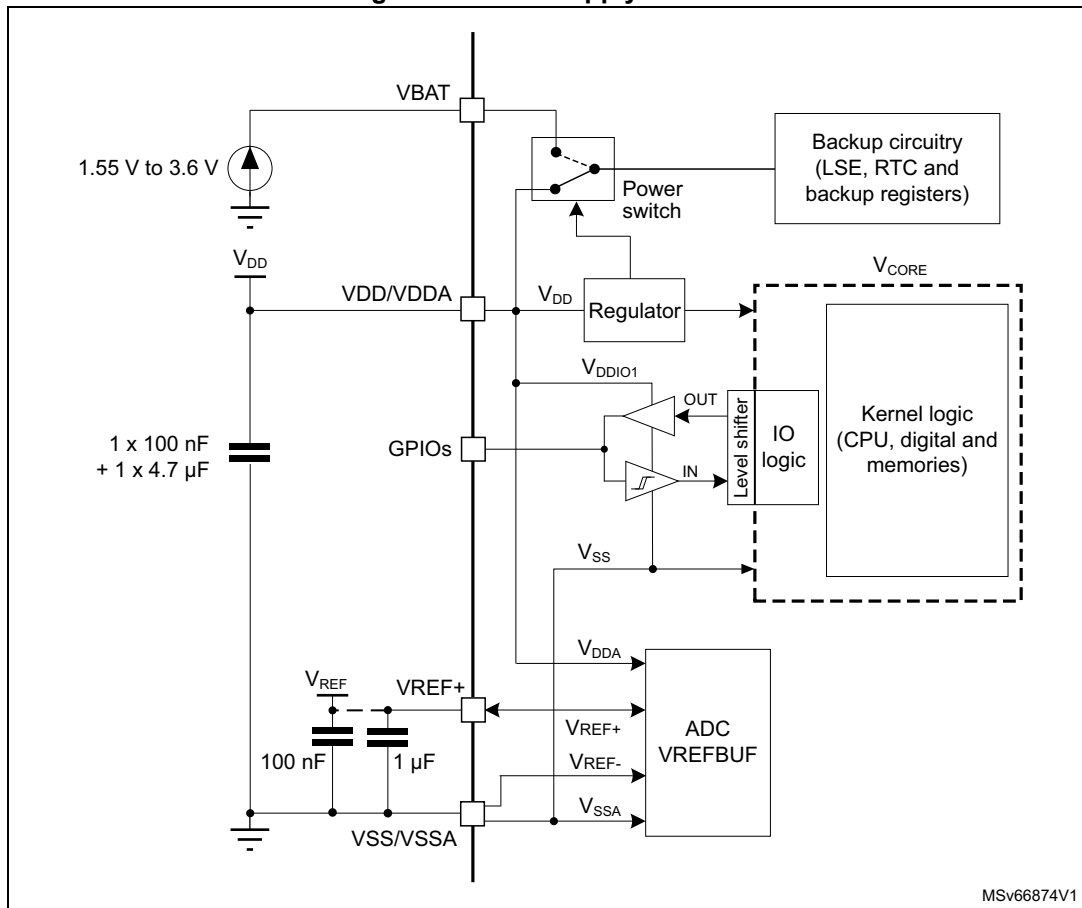 VBAT
1.55 V to 3.6 V
Power
switch
Backup circuitry
(LSE, RTC and
backup registers)
VDD
VDD/VDDA
VDD
Regulator
VCORE
VDDIO1
OUT
GPIOs
IN
Level shifter
IO
logic
Kernel logic
(CPU, digital and
memories)
1 x 100 nF
+ 1 x 4.7 µF
VSS
VDDA
VREF
VREF+
VREF+
ADC
VREFBUF
100 nF
1 µF
VREF-
VSSA
VSS/VSSA
MSv66874V1